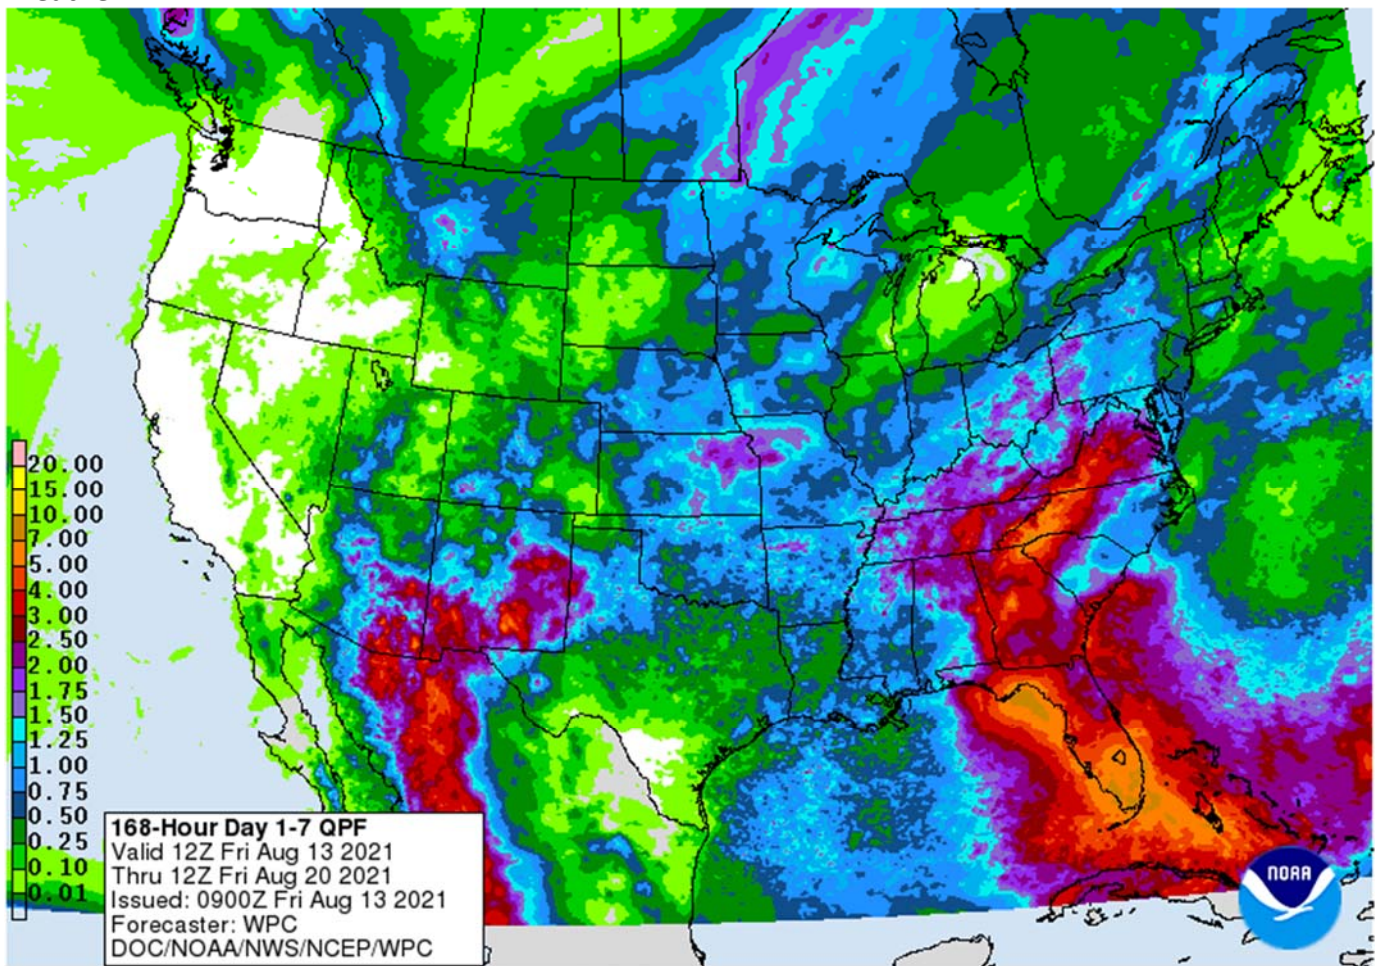 20.00
15.00
10.00
7.00
5.00
4.00
3.00
2.50
2.00
1.75
1.50
1.25
1.00
0.75
0.50
0.25
0.10
0.01
168-Hour Day 1-7 QPF
Valid 12Z Fri Aug 13 2021
Thru 12Z Fri Aug 20 2021
Issued: 0900Z Fri Aug 13 2021
Forecaster: WPC
DOC/NOAA/NWS/NCEP/WPC
NOAA